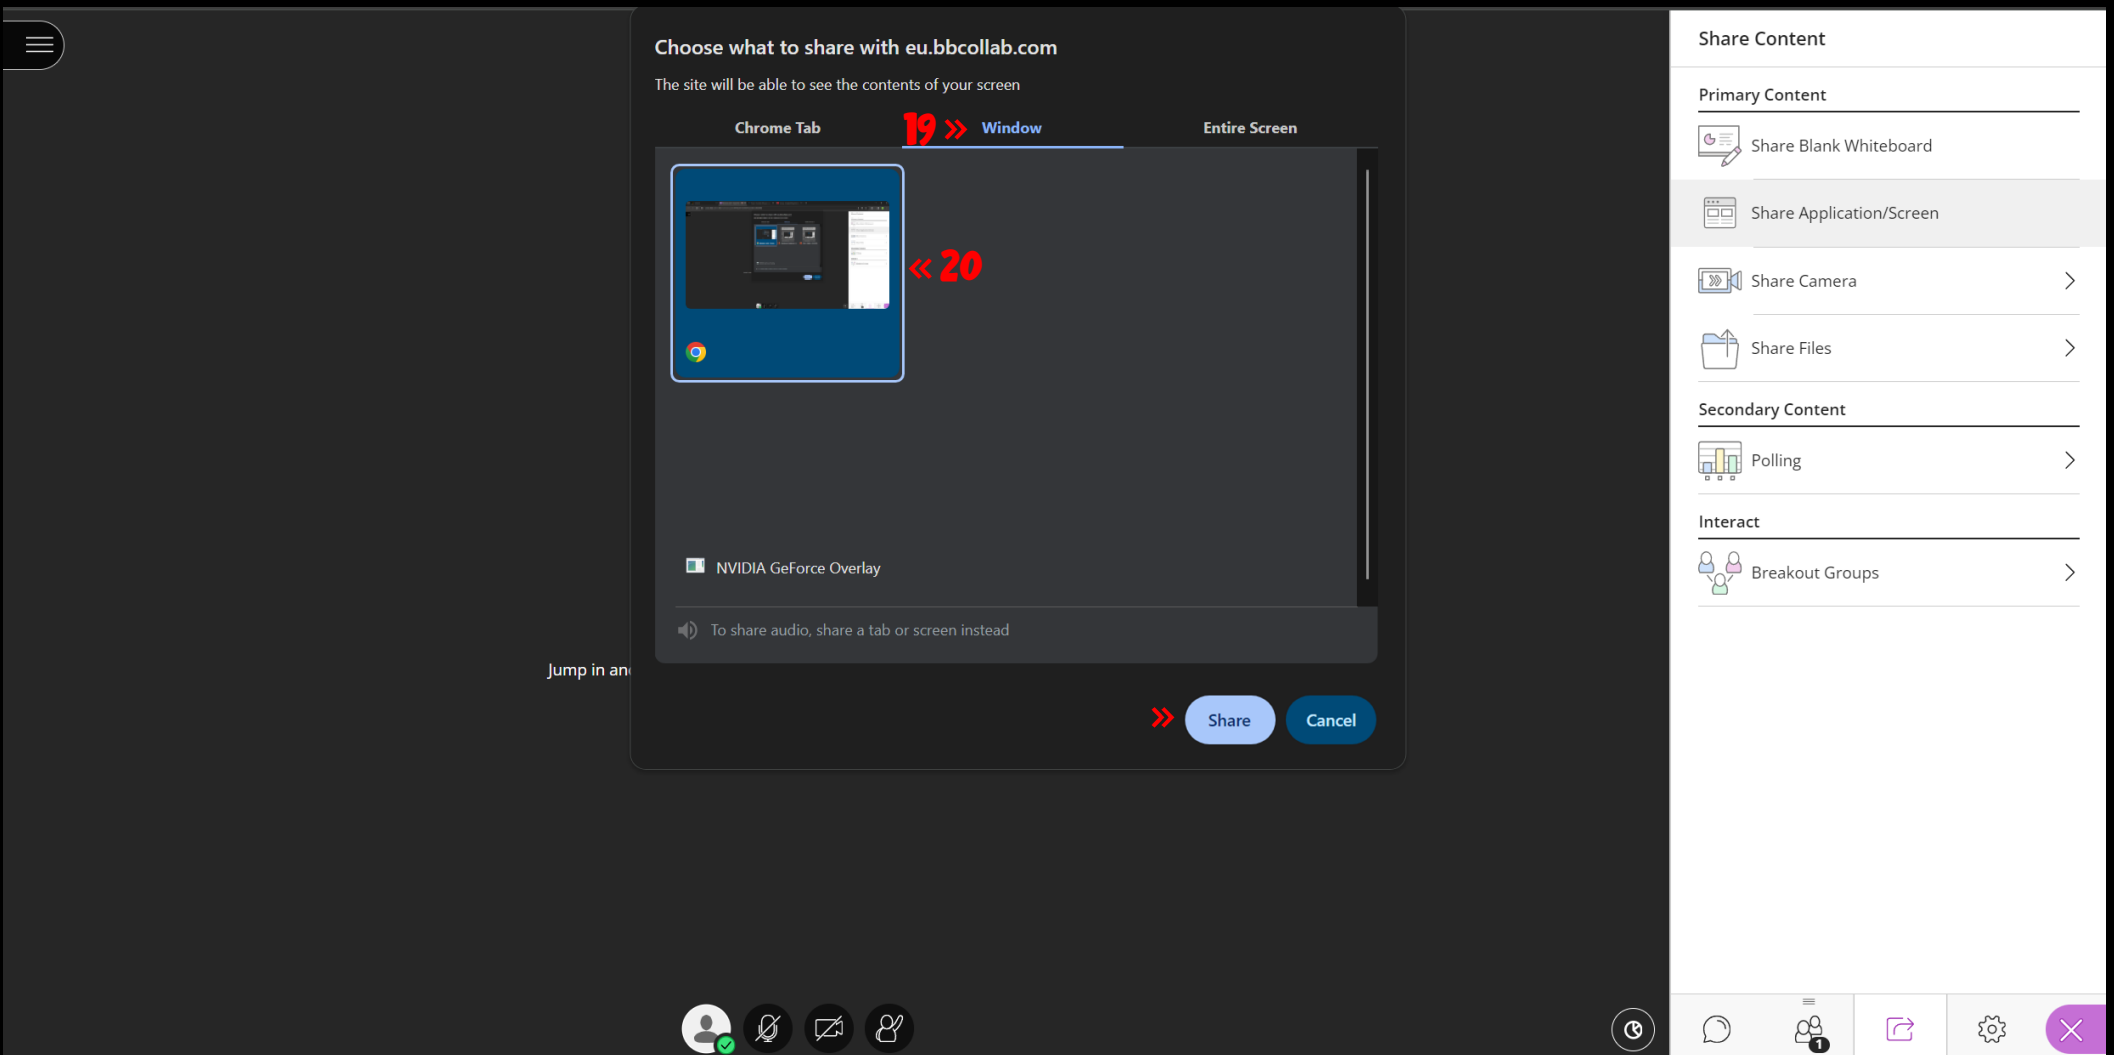 Choose what to share with eu.bbcollab.com
The site will be able to see the contents of your screen
Chrome Tab
19 » Window
Entire Screen
« 20
NVIDIA GeForce Overlay
To share audio, share a tab or screen instead
Jump in an
» Share
Cancel
Share Content
Primary Content
Share Blank Whiteboard
Share Application/Screen
Share Camera
Share Files
Secondary Content
Polling
Interact
Breakout Groups
1